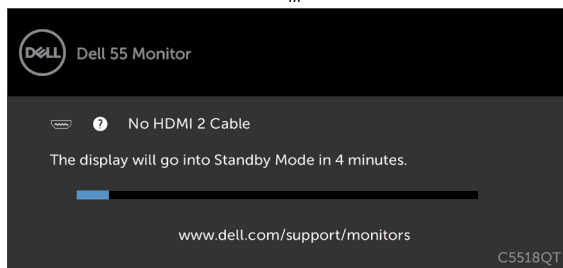 ...
DELL
Dell 55 Monitor
? No HDMI 2 Cable
The display will go into Standby Mode in 4 minutes.
www.dell.com/support/monitors
C5518QT